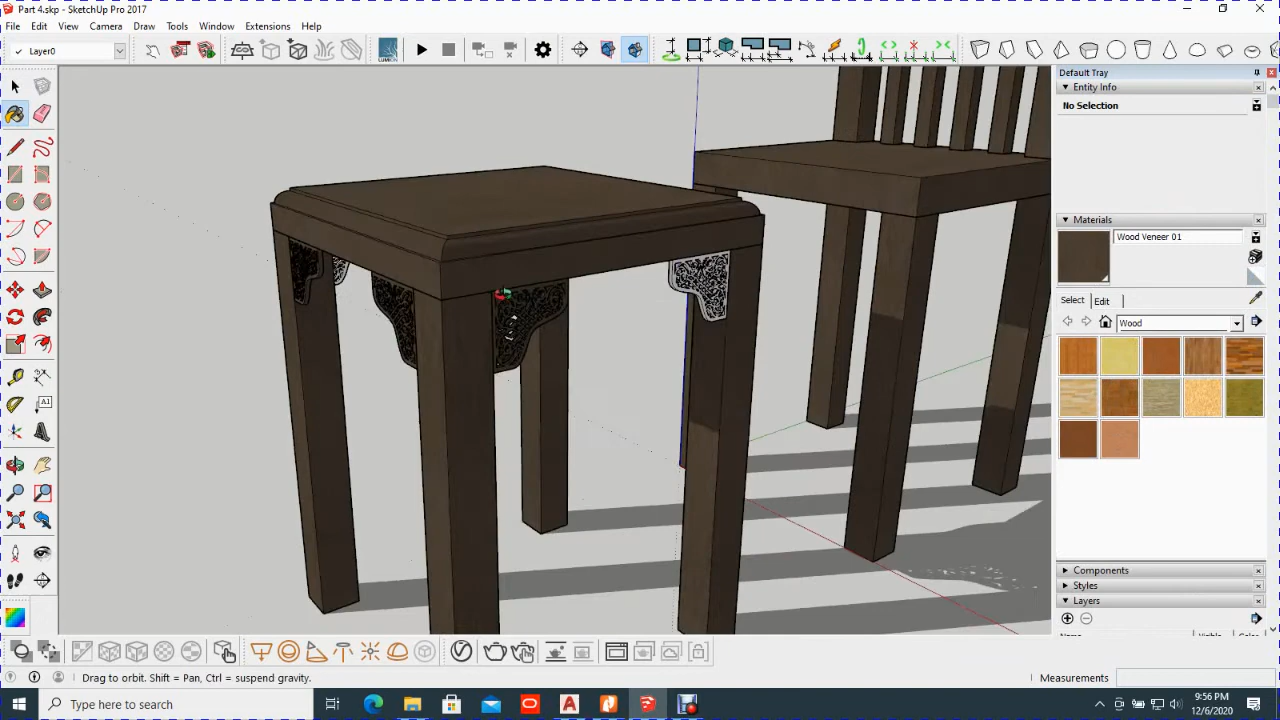 Part 4.skp - SketchUp Pro 2017
File Edit View Camera Draw Tools Window Extensions Help
Layer0
Default Tray
Entity Info
No Selection
Materials
Wood Veneer 01
Select Edit
Wood
A1
Components
Styles
Layers
Drag to orbit. Shift = Pan, Ctrl = suspend gravity.
Measurements
Type here to search
9:56 PM
12/6/2020